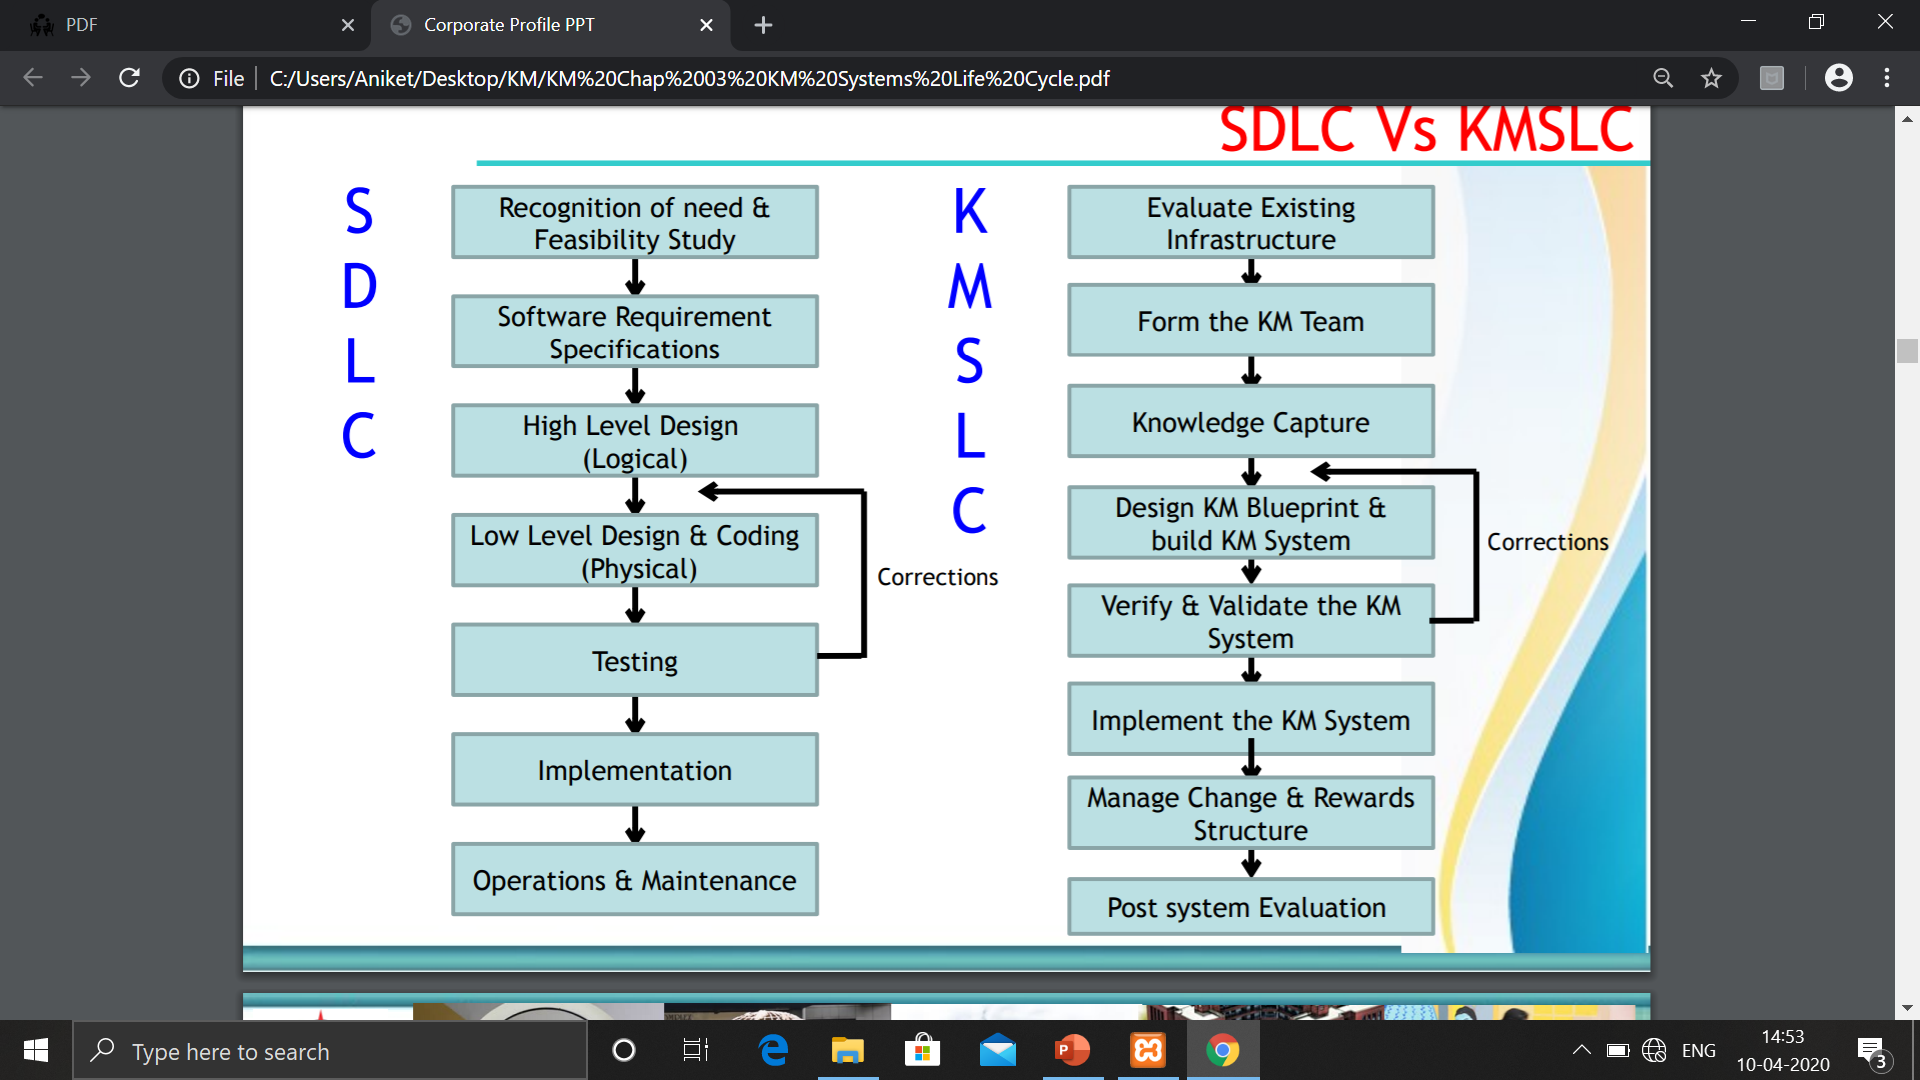 PDF
Corporate Profile PPT
File
C:/Users/Aniket/Desktop/KM/KM%20Chap%2003%20KM%20Systems%20Life%20Cycle.pdf
SDLC Vs KMSLC
S
D
L
C
Recognition of need &
Feasibility Study
Software Requirement
Specifications
High Level Design
(Logical)
Low Level Design & Coding
(Physical)
Testing
Corrections
Implementation
Operations & Maintenance
K
M
S
L
C
Evaluate Existing
Infrastructure
Form the KM Team
Knowledge Capture
Design KM Blueprint &
build KM System
Verify & Validate the KM
System
Corrections
Implement the KM System
Manage Change & Rewards
Structure
Post system Evaluation
Type here to search
ENG
14:53
10-04-2020
3